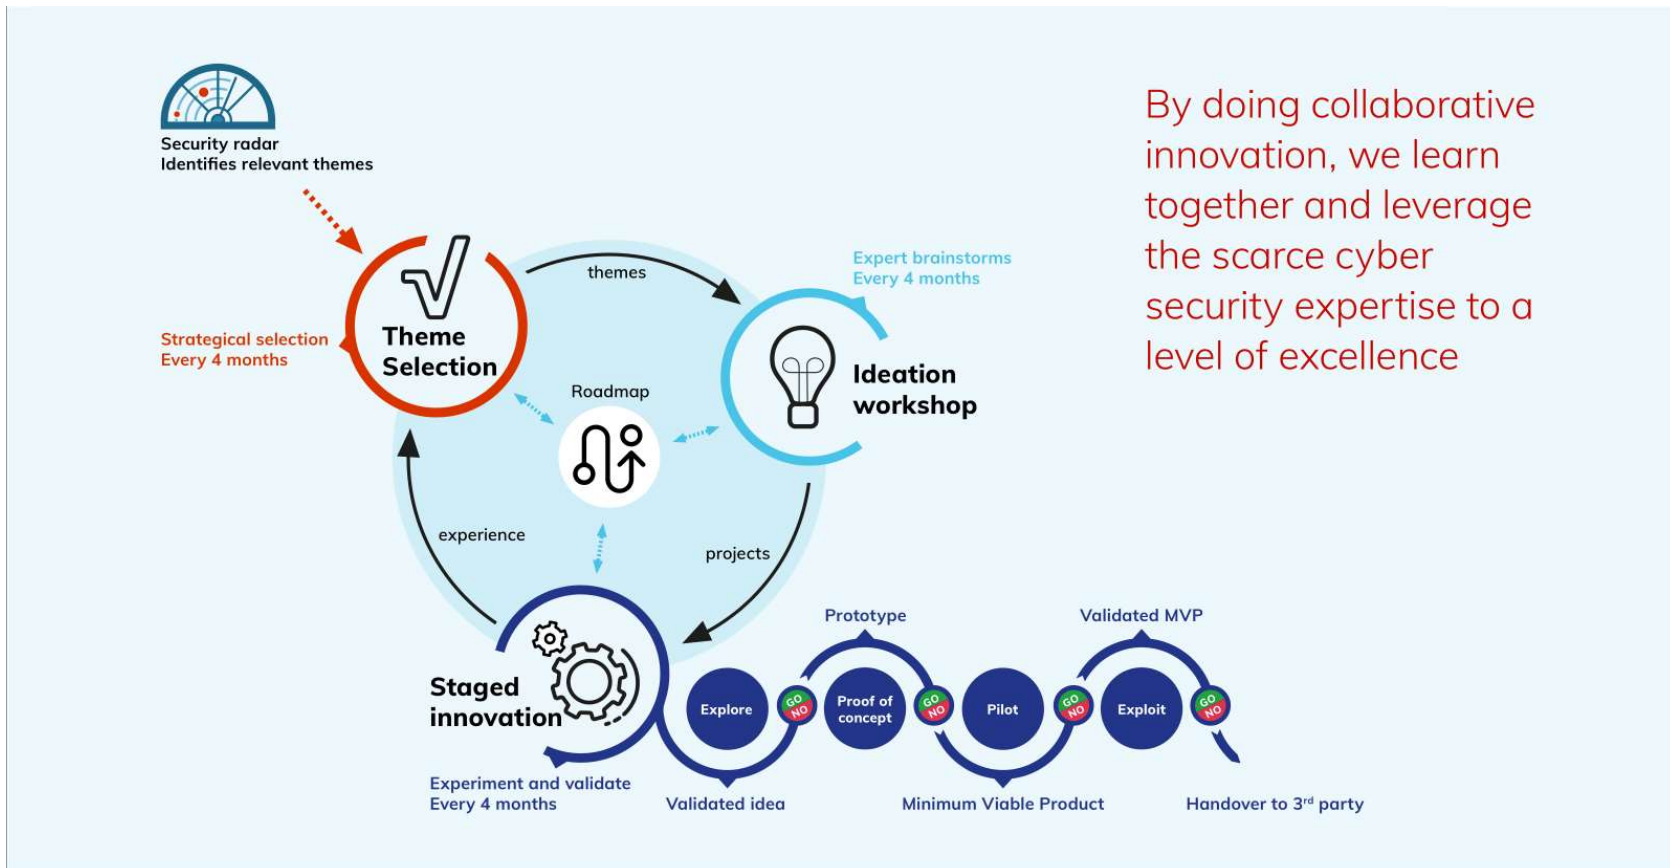 Security radar
Identifies relevant themes
By doing collaborative
innovation, we learn
together and leverage
the scarce cyber
security expertise to a
level of excellence
themes
Expert brainstorms
Every 4 months
Strategical selection
Every 4 months
Theme
Selection
Ideation
workshop
Roadmap
experience
projects
Staged
innovation
Experiment and validate
Every 4 months
Prototype
Validated MVP
Explore
GO
NO
Proof of
concept
GO
NO
Pilot
GO
NO
Exploit
GO
NO
Validated idea
Minimum Viable Product
Handover to 3rd party